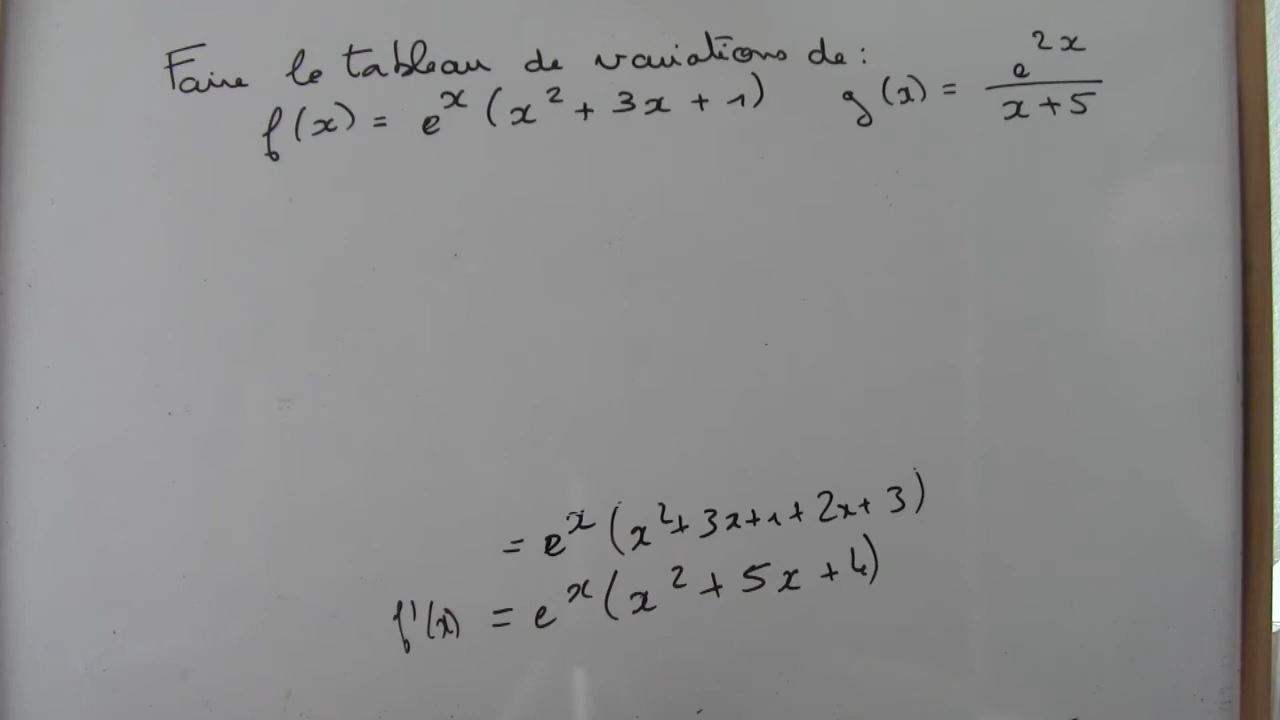 Faire le tableau de variations de :
f(x) = e^x (x² + 3x + 1) g(x) = e^{2x} / (x + 5)
= e^x (x² + 3x + 1 + 2x + 3)
f'(x) = e^x (x² + 5x + 4)